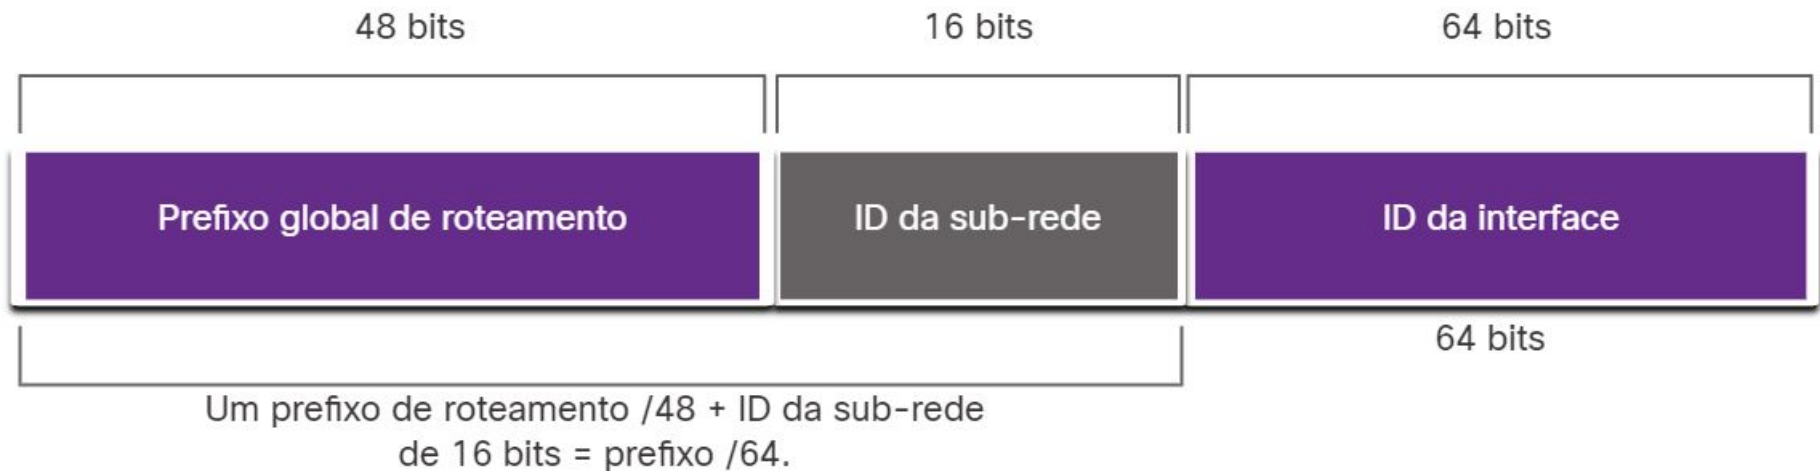 48 bits
16 bits
64 bits
Prefixo global de roteamento
ID da sub-rede
ID da interface
64 bits
Um prefixo de roteamento /48 + ID da sub-rede
de 16 bits = prefixo /64.